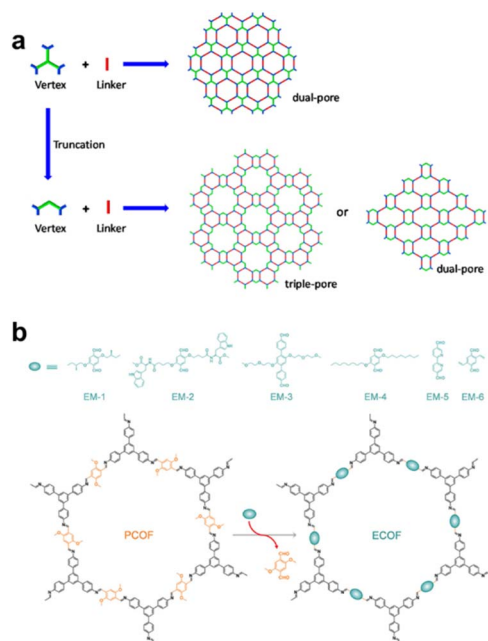 a
Vertex + Linker
dual-pore
Truncation
Vertex + Linker
triple-pore
or
dual-pore
b
EM-1 EM-2 EM-3 EM-4 EM-5 EM-6
PCOF
ECOF